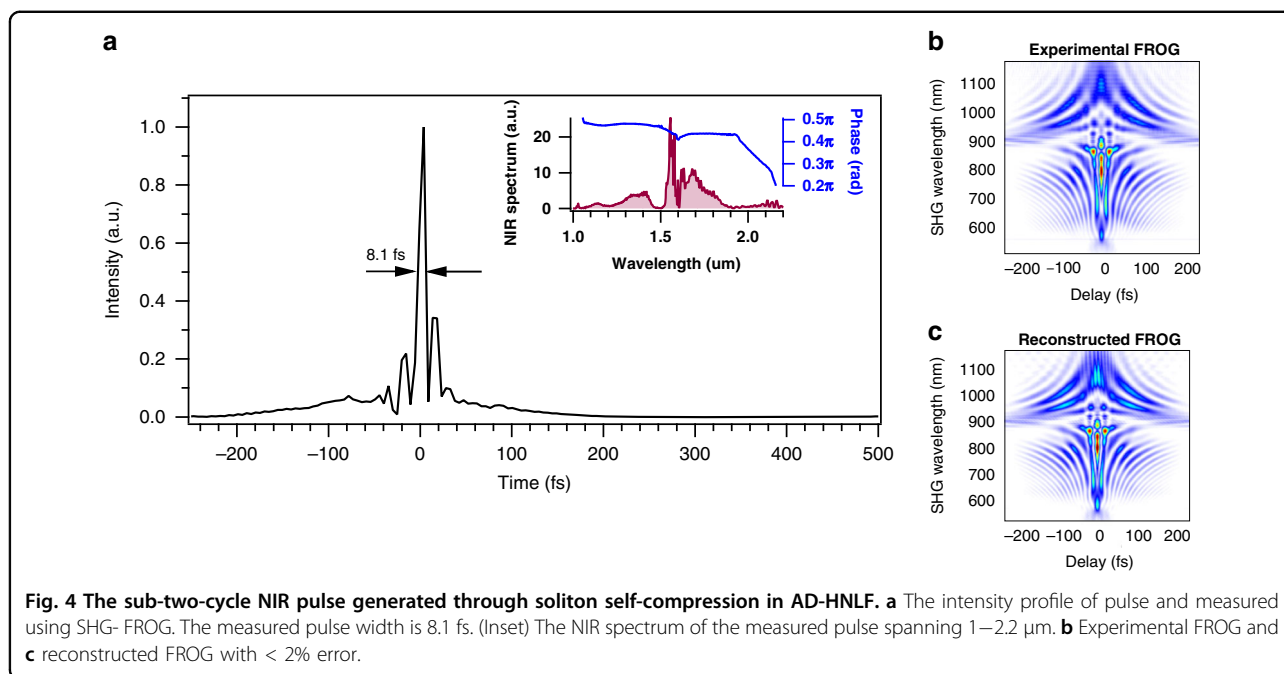 a
Intensity (a.u.)
1.0
0.8
0.6
0.4
0.2
0.0
−200
−100
0
100
200
300
400
500
Time (fs)
8.1 fs
NIR spectrum (a.u.)
20
10
0
1.0
1.5
2.0
Wavelength (um)
0.5π
0.4π
0.3π
0.2π
Phase (rad)
b
Experimental FROG
SHG wavelength (nm)
1100
1000
900
800
700
600
−200 −100 0 100 200
Delay (fs)
c
Reconstructed FROG
SHG wavelength (nm)
1100
1000
900
800
700
600
−200 −100 0 100 200
Delay (fs)
Fig. 4 The sub-two-cycle NIR pulse generated through soliton self-compression in AD-HNLF. a The intensity profile of pulse and measured
using SHG- FROG. The measured pulse width is 8.1 fs. (Inset) The NIR spectrum of the measured pulse spanning 1−2.2 μm. b Experimental FROG and
c reconstructed FROG with < 2% error.